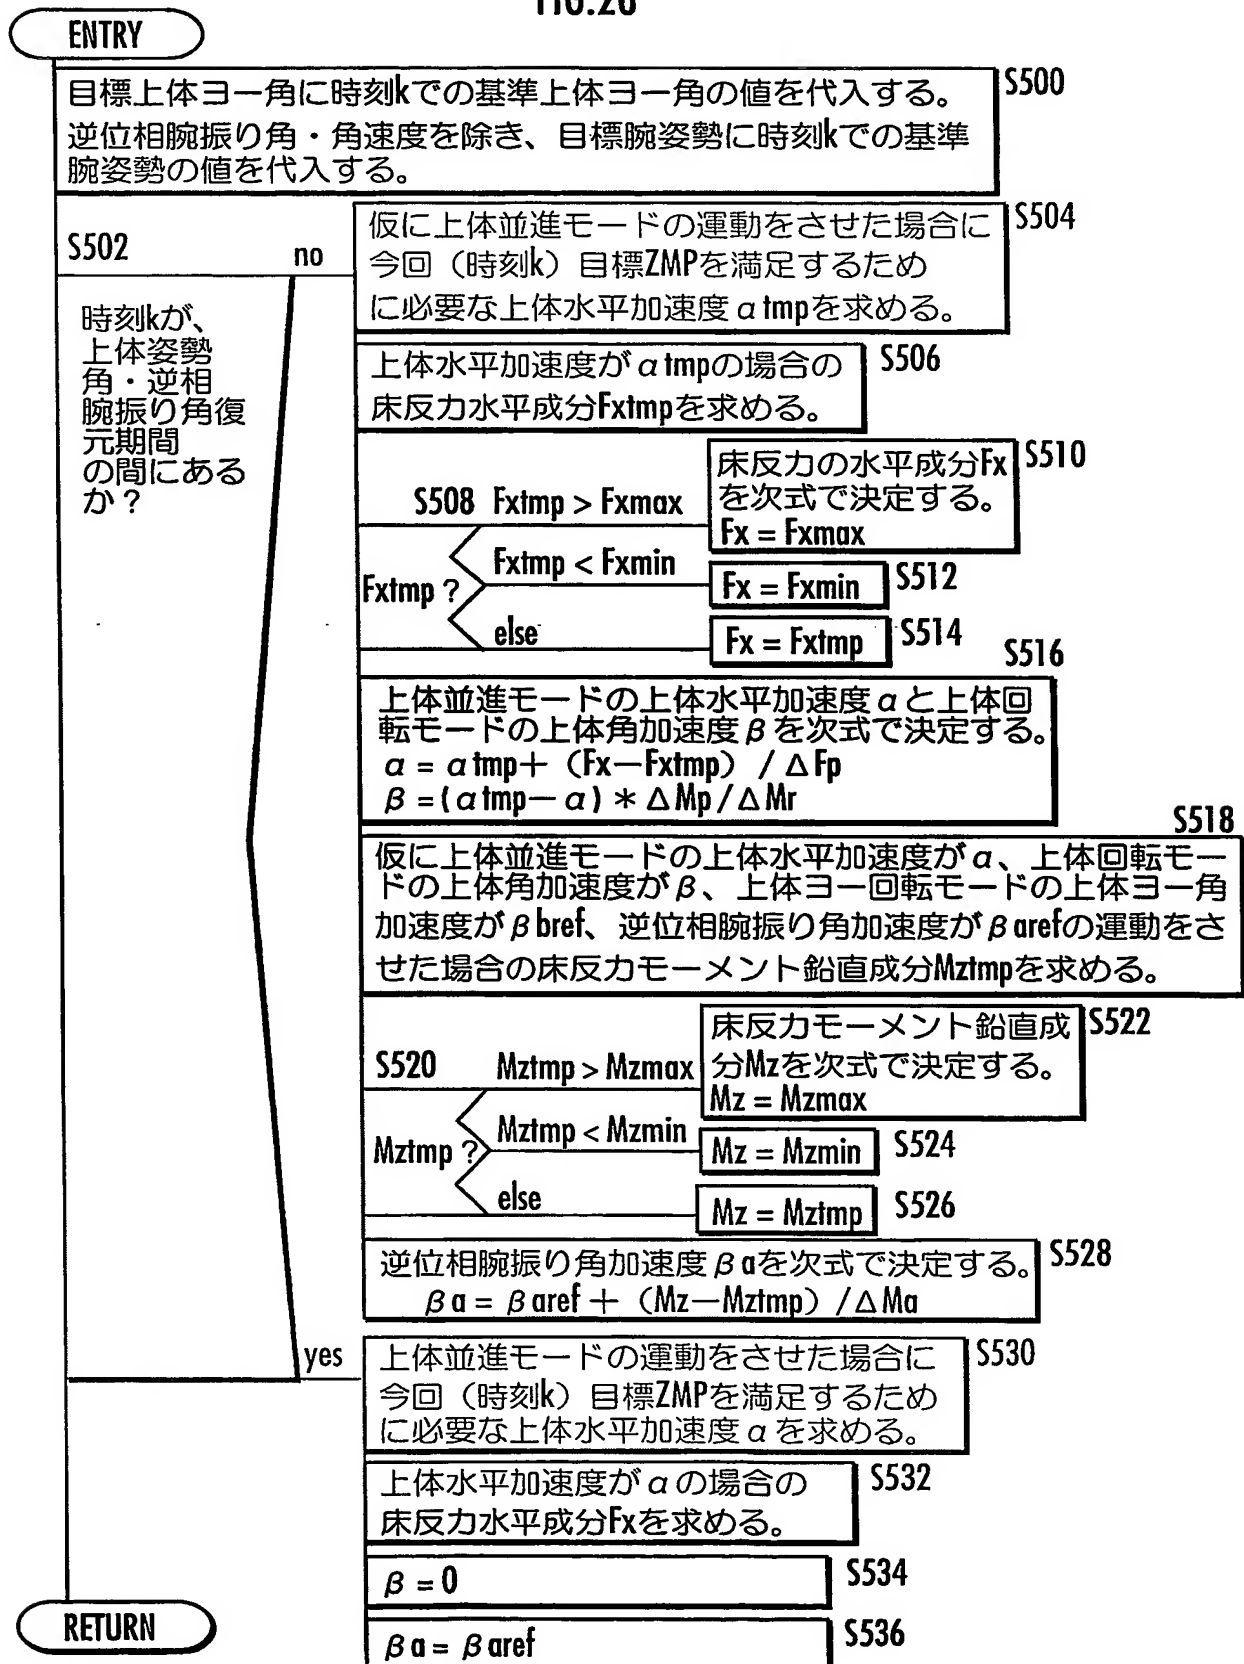 FIG.26
ENTRY
目標上体ヨー角に時刻kでの基準上体ヨー角の値を代入する。
逆位相腕振り角・角速度を除き、目標腕姿勢に時刻kでの基準
腕姿勢の値を代入する。
S500
S502
no
時刻kが、
上体姿勢
角・逆相
腕振り角復
元期間
の間にある
か?
仮に上体並進モードの運動をさせた場合に
今回(時刻k)目標ZMPを満足するため
に必要な上体水平加速度αtmpを求める。
S504
上体水平加速度がαtmpの場合の
床反力水平成分Fxtmpを求める。
S506
S508 Fxtmp > Fxmax
床反力の水平成分Fx
を次式で決定する。
Fx = Fxmax
S510
Fxtmp ?
Fxtmp < Fxmin
Fx = Fxmin
S512
else
Fx = Fxtmp
S514
S516
上体並進モードの上体水平加速度αと上体回
転モードの上体角加速度βを次式で決定する。
α = αtmp+ (Fx-Fxtmp) / ΔFp
β = (αtmp-α) * ΔMp/ΔMr
S518
仮に上体並進モードの上体水平加速度がα、上体回転モー
ドの上体角加速度がβ、上体ヨー回転モードの上体ヨー角
加速度がβbref、逆位相腕振り角加速度がβarefの運動をさ
せた場合の床反力モーメント鉛直成分Mztmpを求める。
S520
Mztmp > Mzmax
床反力モーメント鉛直成
分Mzを次式で決定する。
Mz = Mzmax
S522
Mztmp ?
Mztmp < Mzmin
Mz = Mzmin
S524
else
Mz = Mztmp
S526
逆位相腕振り角加速度βaを次式で決定する。
βa = βaref + (Mz-Mztmp) /ΔMa
S528
yes
上体並進モードの運動をさせた場合に
今回(時刻k)目標ZMPを満足するため
に必要な上体水平加速度αを求める。
S530
上体水平加速度がαの場合の
床反力水平成分Fxを求める。
S532
β = 0
S534
βa = βaref
S536
RETURN